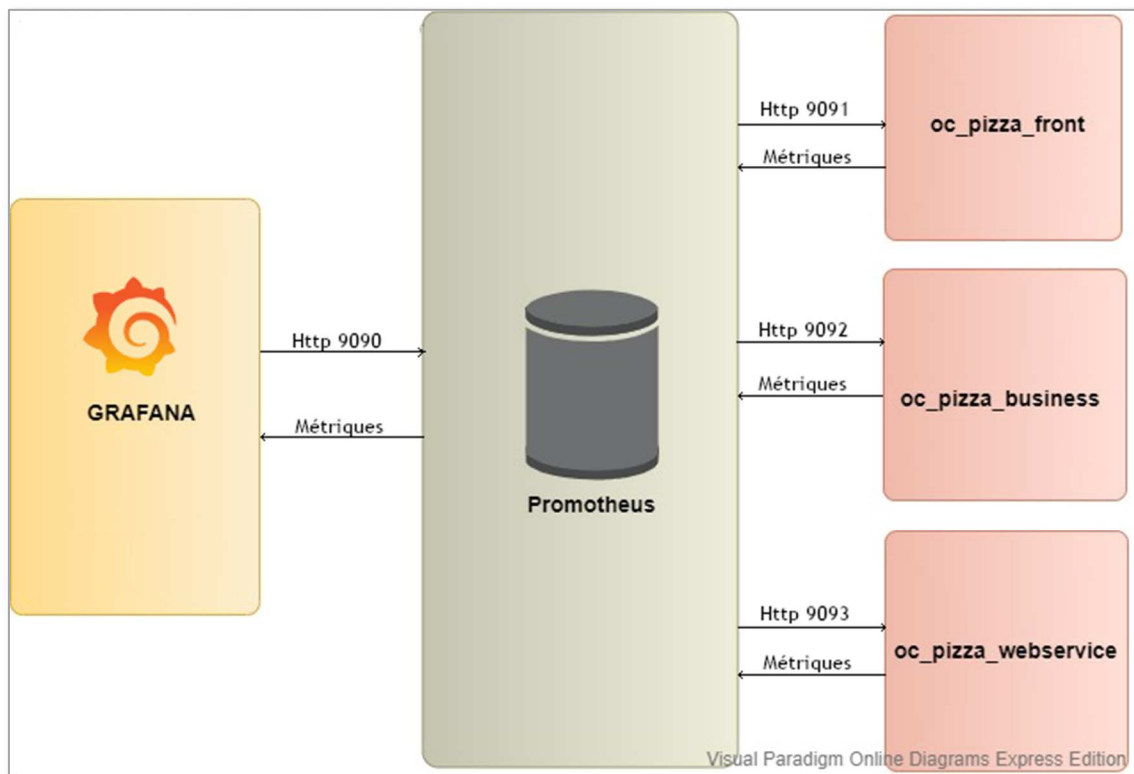 Http 9091
oc_pizza_front
Métriques
Http 9092
Métriques
oc_pizza_business
Http 9090
GRAFANA
Métriques
Promotheus
Http 9093
oc_pizza_webservice
Métriques
Visual Paradigm Online Diagrams Express Edition